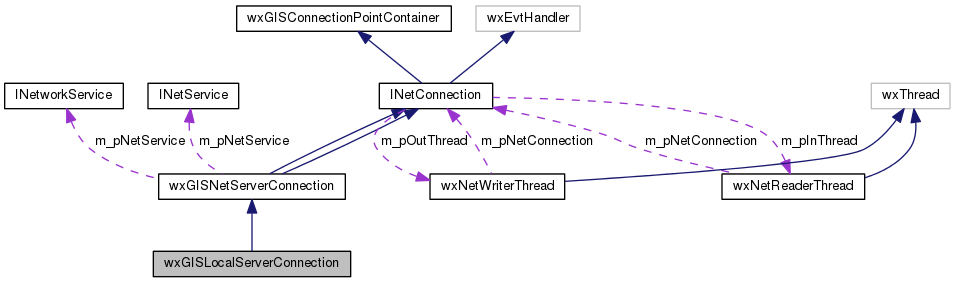 wxGISConnectionPointContainer
wxEvtHandler
INetworkService
INetService
INetConnection
wxThread
m_pNetService
m_pNetService
m_pOutThread
m_pNetConnection
m_pNetConnection
m_pInThread
wxGISNetServerConnection
wxNetWriterThread
wxNetReaderThread
wxGISLocalServerConnection